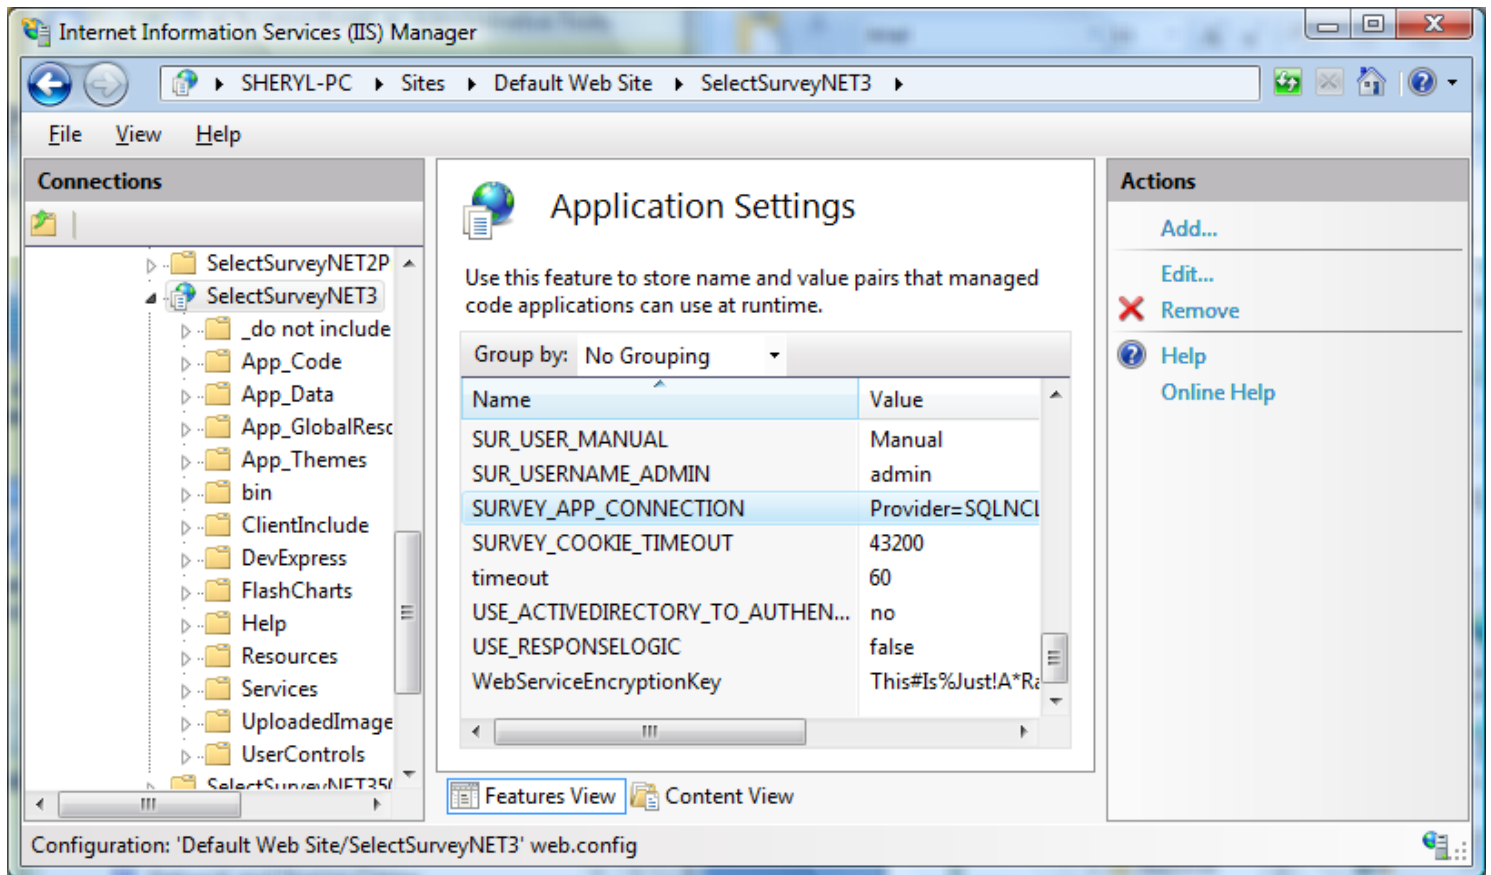 Internet Information Services (IIS) Manager
SHERYL-PC Sites Default Web Site SelectSurveyNET3
File View Help
Connections
SelectSurveyNET2P
SelectSurveyNET3
_do not include
App_Code
App_Data
App_GlobalResc
App_Themes
bin
ClientInclude
DevExpress
FlashCharts
Help
Resources
Services
UploadedImage
UserControls
SelectSurveyNET35(
Application Settings
Use this feature to store name and value pairs that managed
code applications can use at runtime.
Group by: No Grouping
Name Value
SUR_USER_MANUAL Manual
SUR_USERNAME_ADMIN admin
SURVEY_APP_CONNECTION Provider=SQLNCL
SURVEY_COOKIE_TIMEOUT 43200
timeout 60
USE_ACTIVEDIRECTORY_TO_AUTHEN... no
USE_RESPONSELOGIC false
WebServiceEncryptionKey This#Is%Just!A*Ra
Features View Content View
Actions
Add...
Edit...
Remove
Help
Online Help
Configuration: 'Default Web Site/SelectSurveyNET3' web.config